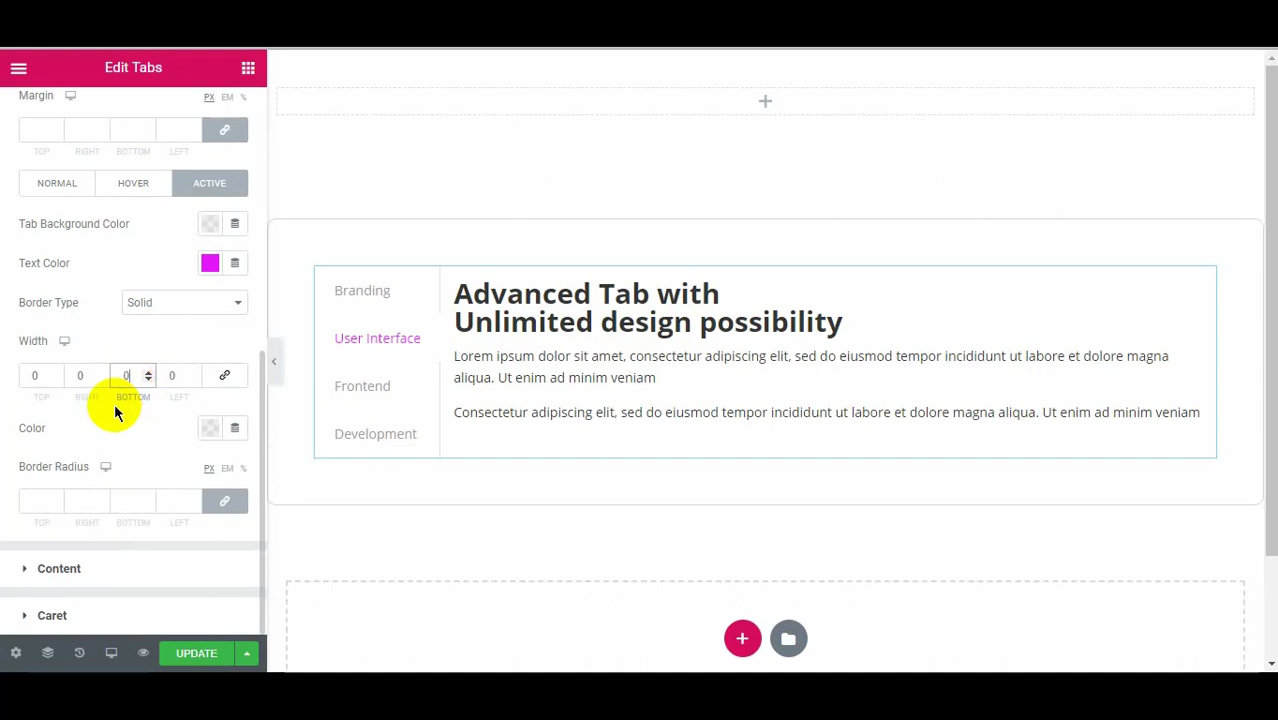 Edit Tabs
Margin PX EM %
TOP RIGHT BOTTOM LEFT
NORMAL HOVER ACTIVE
Tab Background Color
Text Color
Border Type Solid
Width
0 0 0 0
TOP RIGHT BOTTOM LEFT
Color
Border Radius PX EM %
TOP RIGHT BOTTOM LEFT
Content
Caret
UPDATE
Branding
User Interface
Frontend
Development
Advanced Tab with
Unlimited design possibility
Lorem ipsum dolor sit amet, consectetur adipiscing elit, sed do eiusmod tempor incididunt ut labore et dolore magna
aliqua. Ut enim ad minim veniam
Consectetur adipiscing elit, sed do eiusmod tempor incididunt ut labore et dolore magna aliqua. Ut enim ad minim veniam